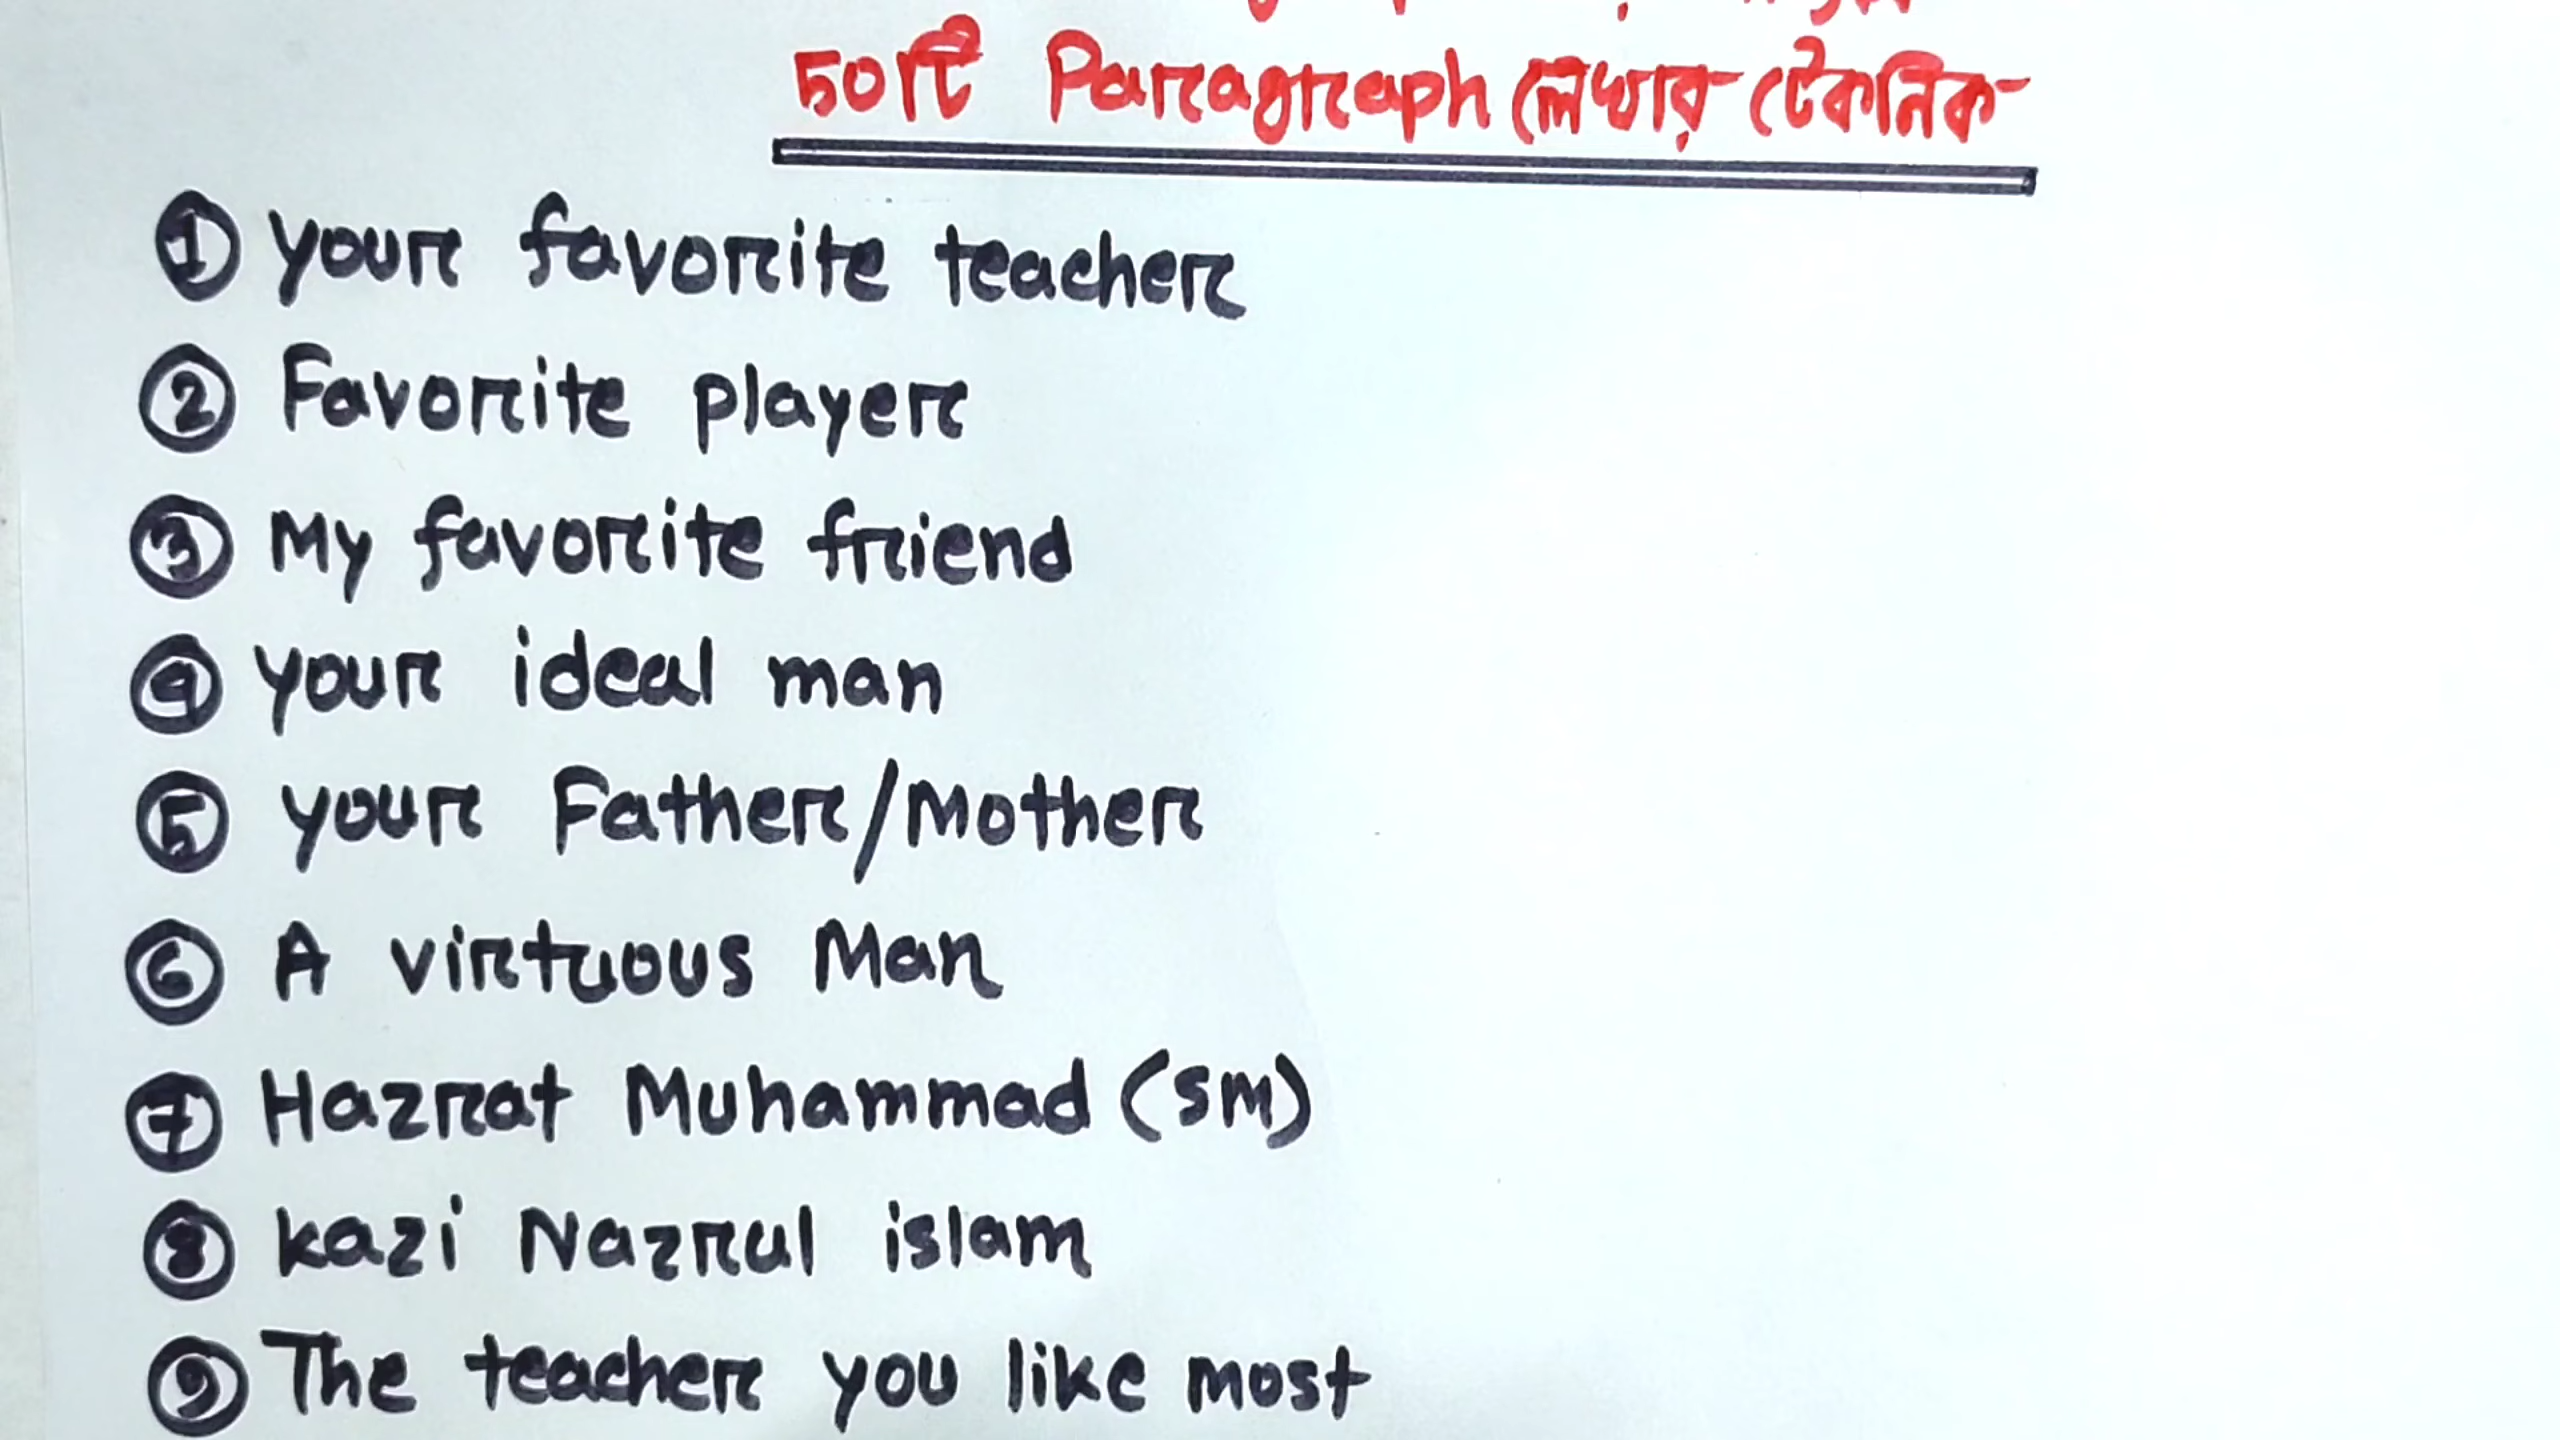 50টি Paragraph লেখার টেকনিক
① your favorite teacher
② Favorite player
③ My favorite friend
④ your ideal man
⑤ your Father/Mother
⑥ A virtuous Man
⑦ Hazrat Muhammad (sm)
⑧ kazi Nazrul islam
⑨ The teacher you like most